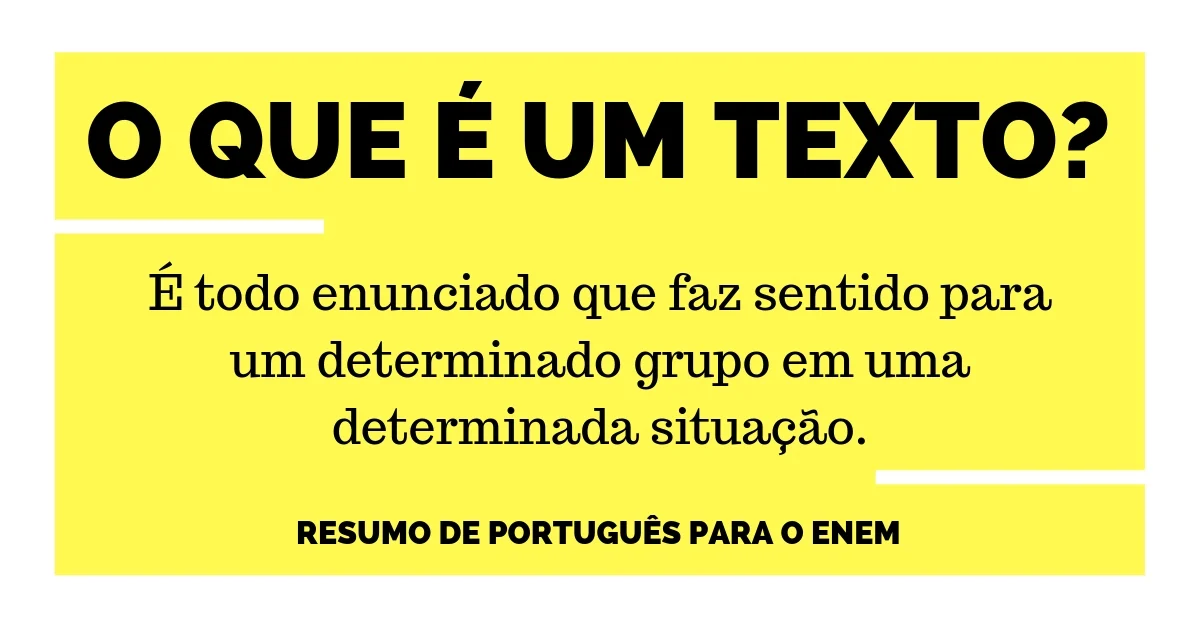 O QUE É UM TEXTO?
É todo enunciado que faz sentido para
um determinado grupo em uma
determinada situação.
RESUMO DE PORTUGUÊS PARA O ENEM